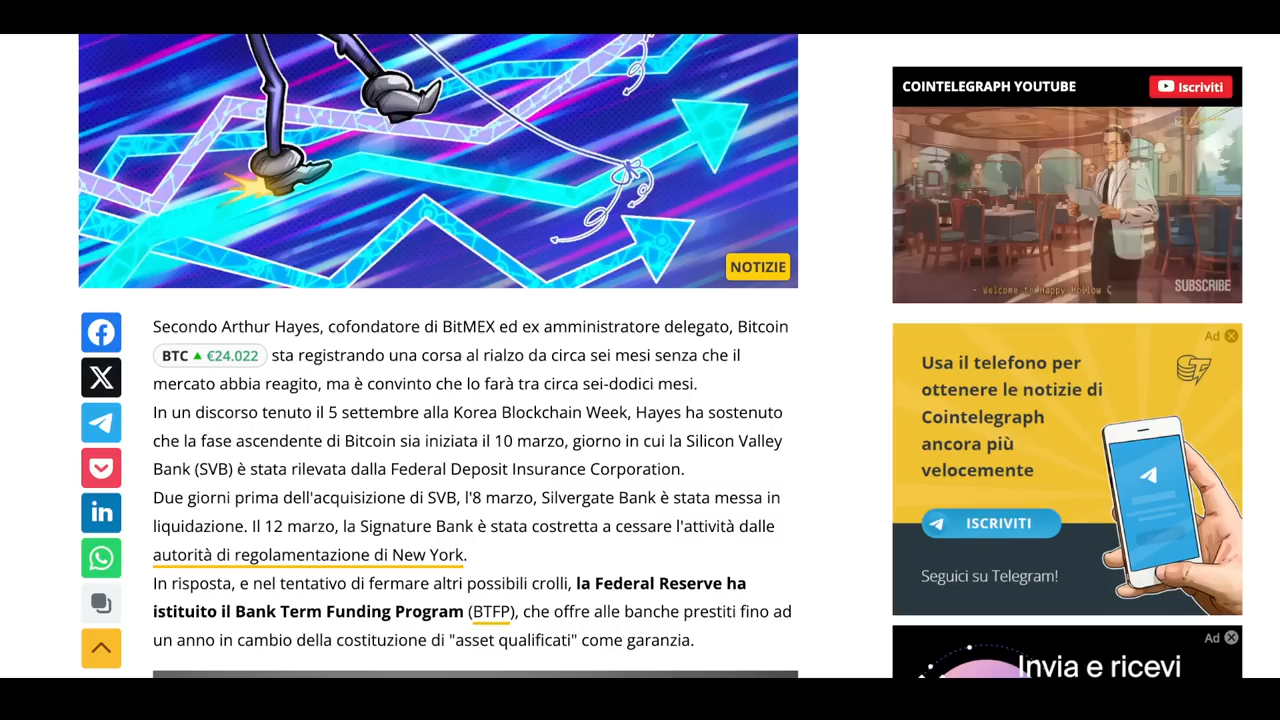 NOTIZIE
Secondo Arthur Hayes, cofondatore di BitMEX ed ex amministratore delegato, Bitcoin
BTC ▲ €24.022 sta registrando una corsa al rialzo da circa sei mesi senza che il
mercato abbia reagito, ma è convinto che lo farà tra circa sei-dodici mesi.
In un discorso tenuto il 5 settembre alla Korea Blockchain Week, Hayes ha sostenuto
che la fase ascendente di Bitcoin sia iniziata il 10 marzo, giorno in cui la Silicon Valley
Bank (SVB) è stata rilevata dalla Federal Deposit Insurance Corporation.
Due giorni prima dell'acquisizione di SVB, l'8 marzo, Silvergate Bank è stata messa in
liquidazione. Il 12 marzo, la Signature Bank è stata costretta a cessare l'attività dalle
autorità di regolamentazione di New York.
In risposta, e nel tentativo di fermare altri possibili crolli, la Federal Reserve ha
istituito il Bank Term Funding Program (BTFP), che offre alle banche prestiti fino ad
un anno in cambio della costituzione di "asset qualificati" come garanzia.
COINTELEGRAPH YOUTUBE
Iscriviti
- Welcome to Happy Hollow C
SUBSCRIBE
Ad
Usa il telefono per
ottenere le notizie di
Cointelegraph
ancora più
velocemente
ISCRIVITI
Seguici su Telegram!
Ad
Invia e ricevi